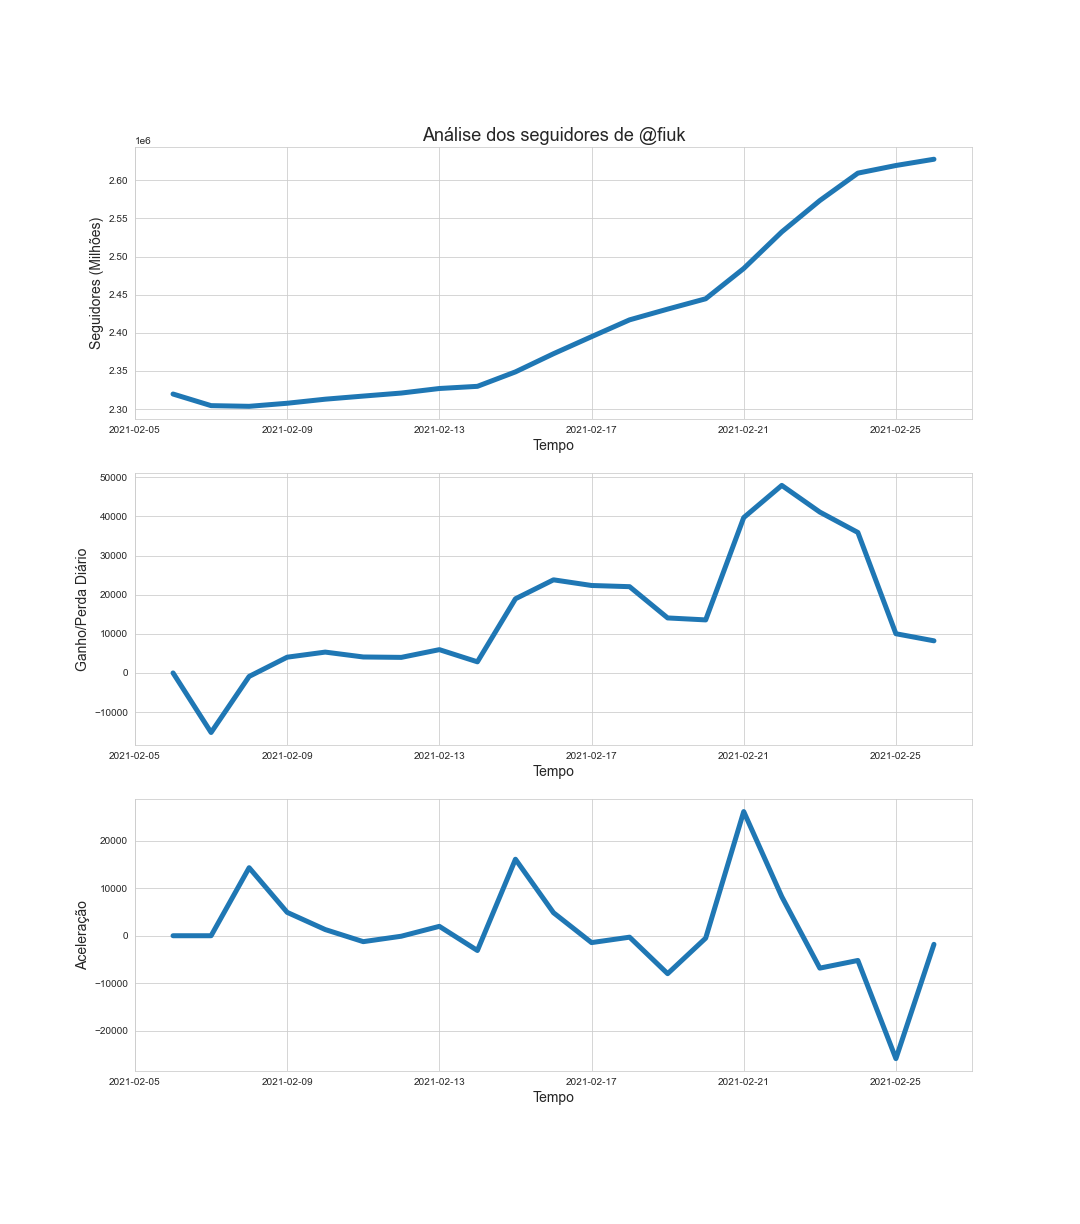 Análise dos seguidores de @fiuk
1e6
2.60
2.55
2.50
2.45
2.40
2.35
2.30
Seguidores (Milhões)
2021-02-05 2021-02-09 2021-02-13 2021-02-17 2021-02-21 2021-02-25
Tempo
50000
40000
30000
20000
10000
0
−10000
Ganho/Perda Diário
2021-02-05 2021-02-09 2021-02-13 2021-02-17 2021-02-21 2021-02-25
Tempo
20000
10000
0
−10000
−20000
Aceleração
2021-02-05 2021-02-09 2021-02-13 2021-02-17 2021-02-21 2021-02-25
Tempo